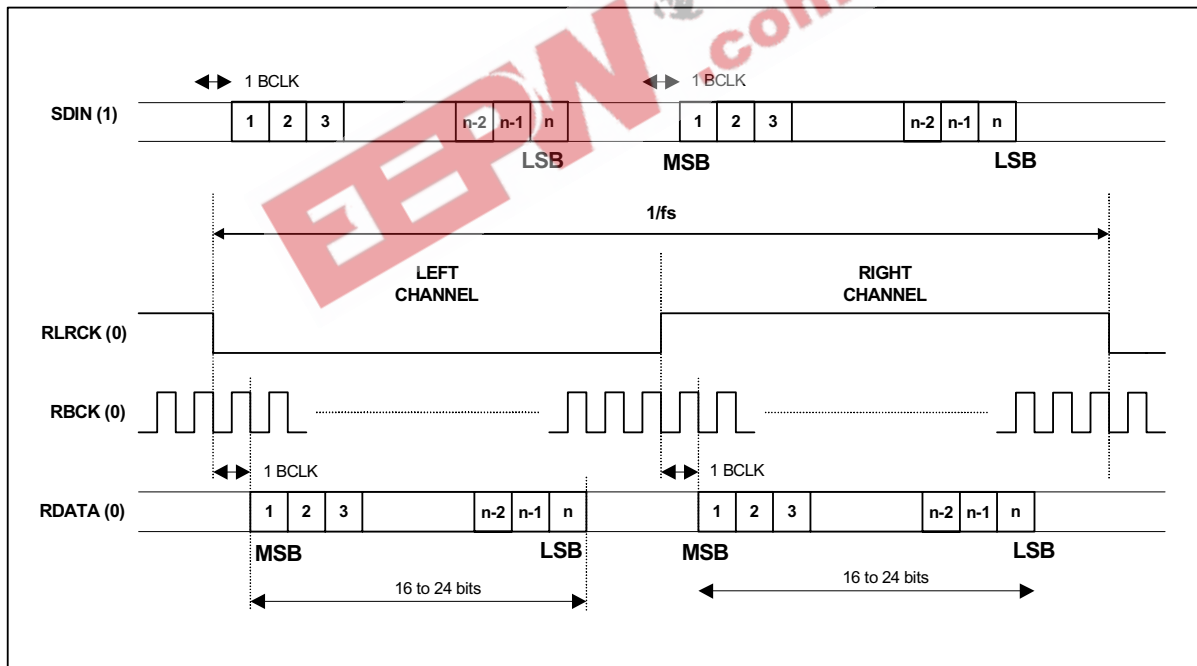 EEPW .com
1 BCLK 1 BCLK
SDIN (1) 1 2 3 n-2 n-1 n 1 2 3 n-2 n-1 n
LSB MSB LSB
1/fs
LEFT CHANNEL
RIGHT CHANNEL
RLRCK (0)
RBCK (0)
1 BCLK 1 BCLK
RDATA (0) 1 2 3 n-2 n-1 n 1 2 3 n-2 n-1 n
MSB LSB MSB LSB
16 to 24 bits 16 to 24 bits